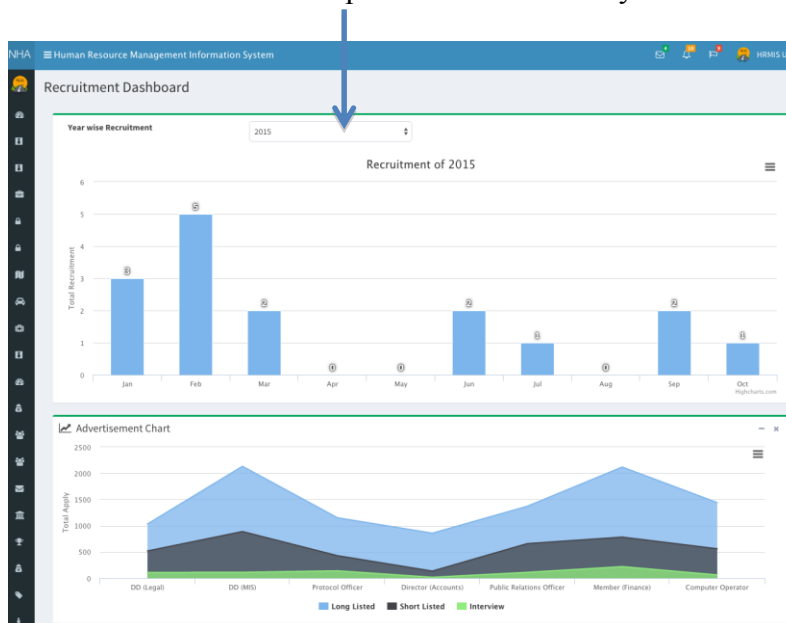 NHA Human Resource Management Information System HRMIS U
Recruitment Dashboard
Year wise Recruitment 2015
Recruitment of 2015
Total Recruitment
6
5
4
3
2
1
0
3
5
2
0
0
2
1
0
2
1
Jan Feb Mar Apr May Jun Jul Aug Sep Oct
Highcharts.com
Advertisement Chart
Total Apply
2500
2000
1500
1000
500
0
DD (Legal) DD (MIS) Protocol Officer Director (Accounts) Public Relations Officer Member (Finance) Computer Operator
Long Listed Short Listed Interview